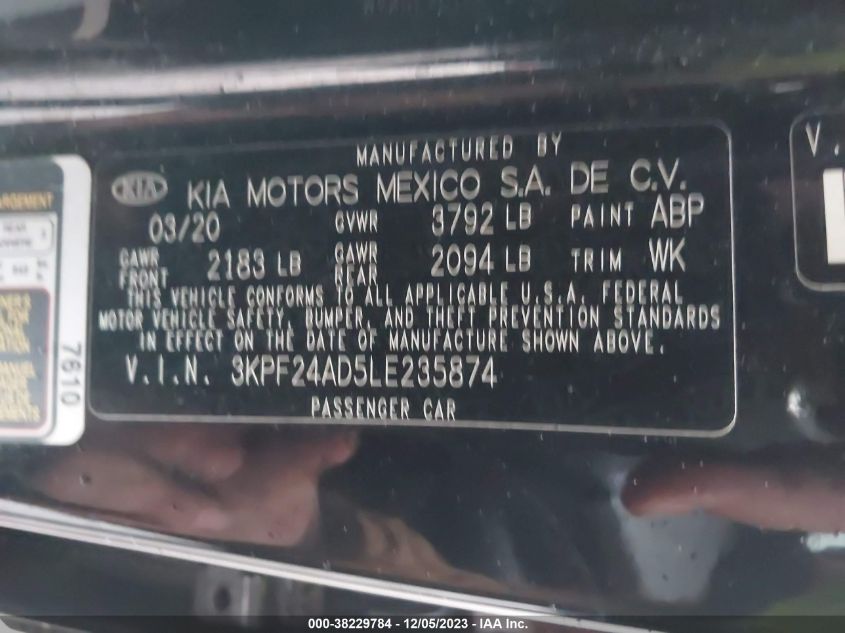 MANUFACTURED BY
KIA KIA MOTORS MEXICO S.A. DE C.V.
03/20 GVWR 3792 LB PAINT ABP
GAWR FRONT 2183 LB GAWR REAR 2094 LB TRIM WK
THIS VEHICLE CONFORMS TO ALL APPLICABLE U.S.A. FEDERAL
MOTOR VEHICLE SAFETY, BUMPER, AND THEFT PREVENTION STANDARDS
IN EFFECT ON THE DATE OF MANUFACTURE SHOWN ABOVE.
V.I.N. 3KPF24AD5LE235874
PASSENGER CAR
7610
V.
000-38229784 - 12/05/2023 - IAA Inc.